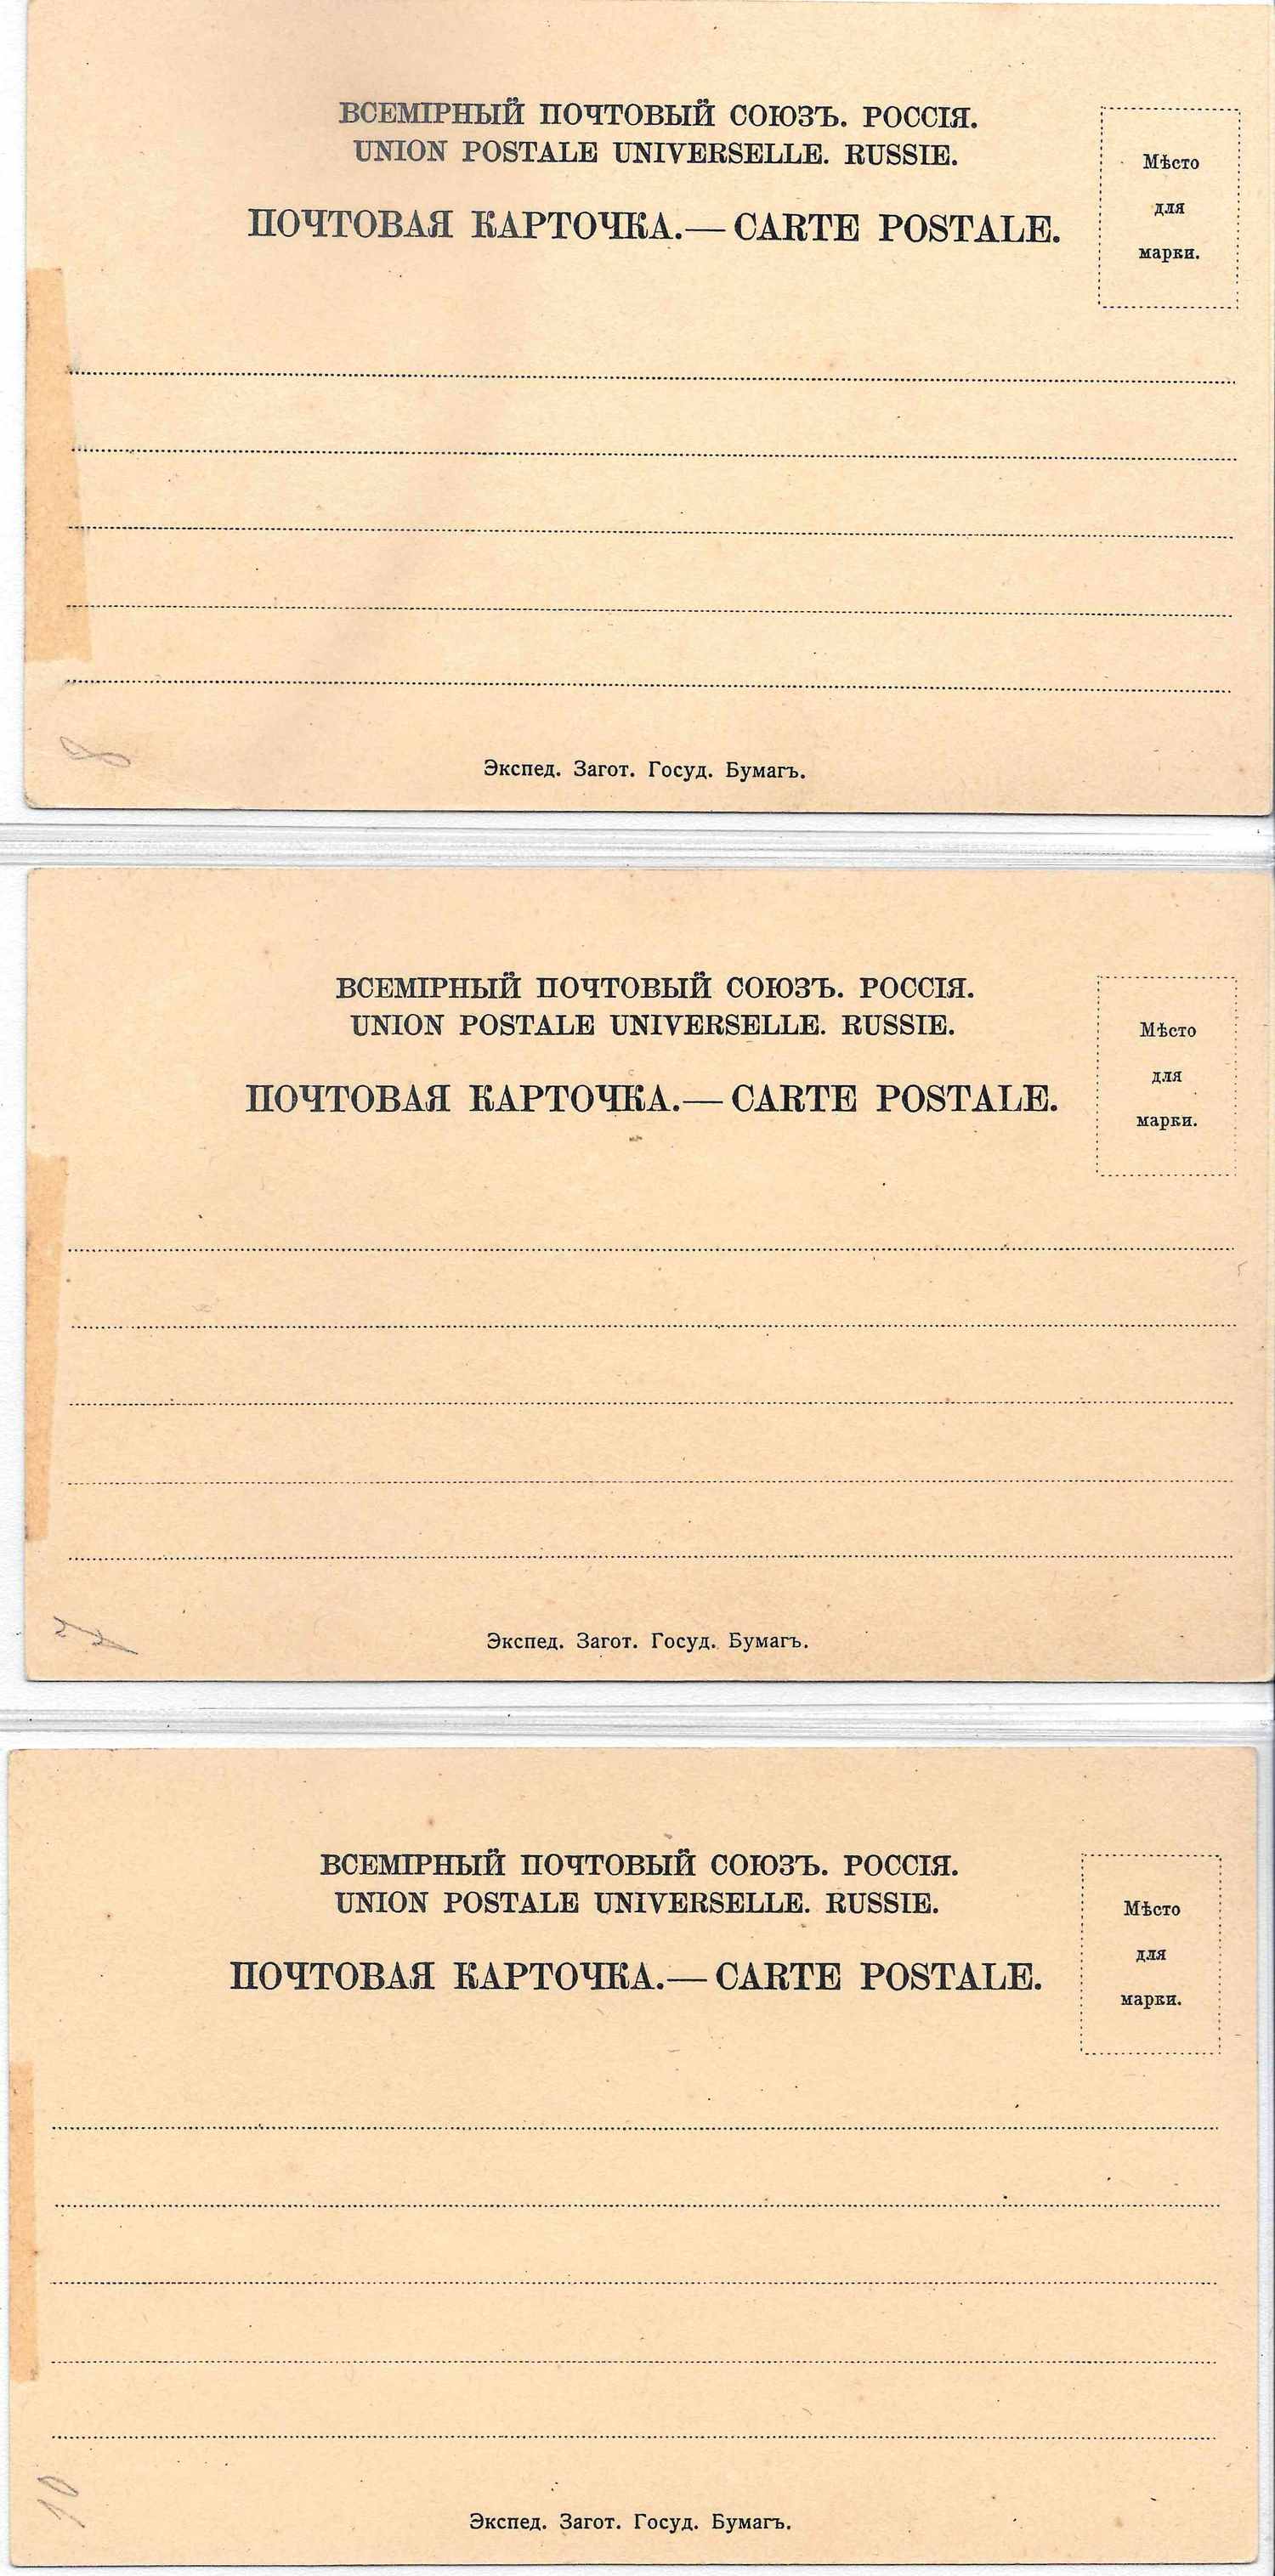 ВСЕМІРНЫЙ ПОЧТОВЫЙ СОЮЗЪ. РОССІЯ.
UNION POSTALE UNIVERSELLE. RUSSIE.
ПОЧТОВАЯ КАРТОЧКА.— CARTE POSTALE.
Мѣсто
для
марки.
8
Экспед. Загот. Госуд. Бумагъ.
ВСЕМІРНЫЙ ПОЧТОВЫЙ СОЮЗЪ. РОССІЯ.
UNION POSTALE UNIVERSELLE. RUSSIE.
ПОЧТОВАЯ КАРТОЧКА.— CARTE POSTALE.
Мѣсто
для
марки.
Экспед. Загот. Госуд. Бумагъ.
ВСЕМІРНЫЙ ПОЧТОВЫЙ СОЮЗЪ. РОССІЯ.
UNION POSTALE UNIVERSELLE. RUSSIE.
ПОЧТОВАЯ КАРТОЧКА.— CARTE POSTALE.
Мѣсто
для
марки.
10
Экспед. Загот. Госуд. Бумагъ.